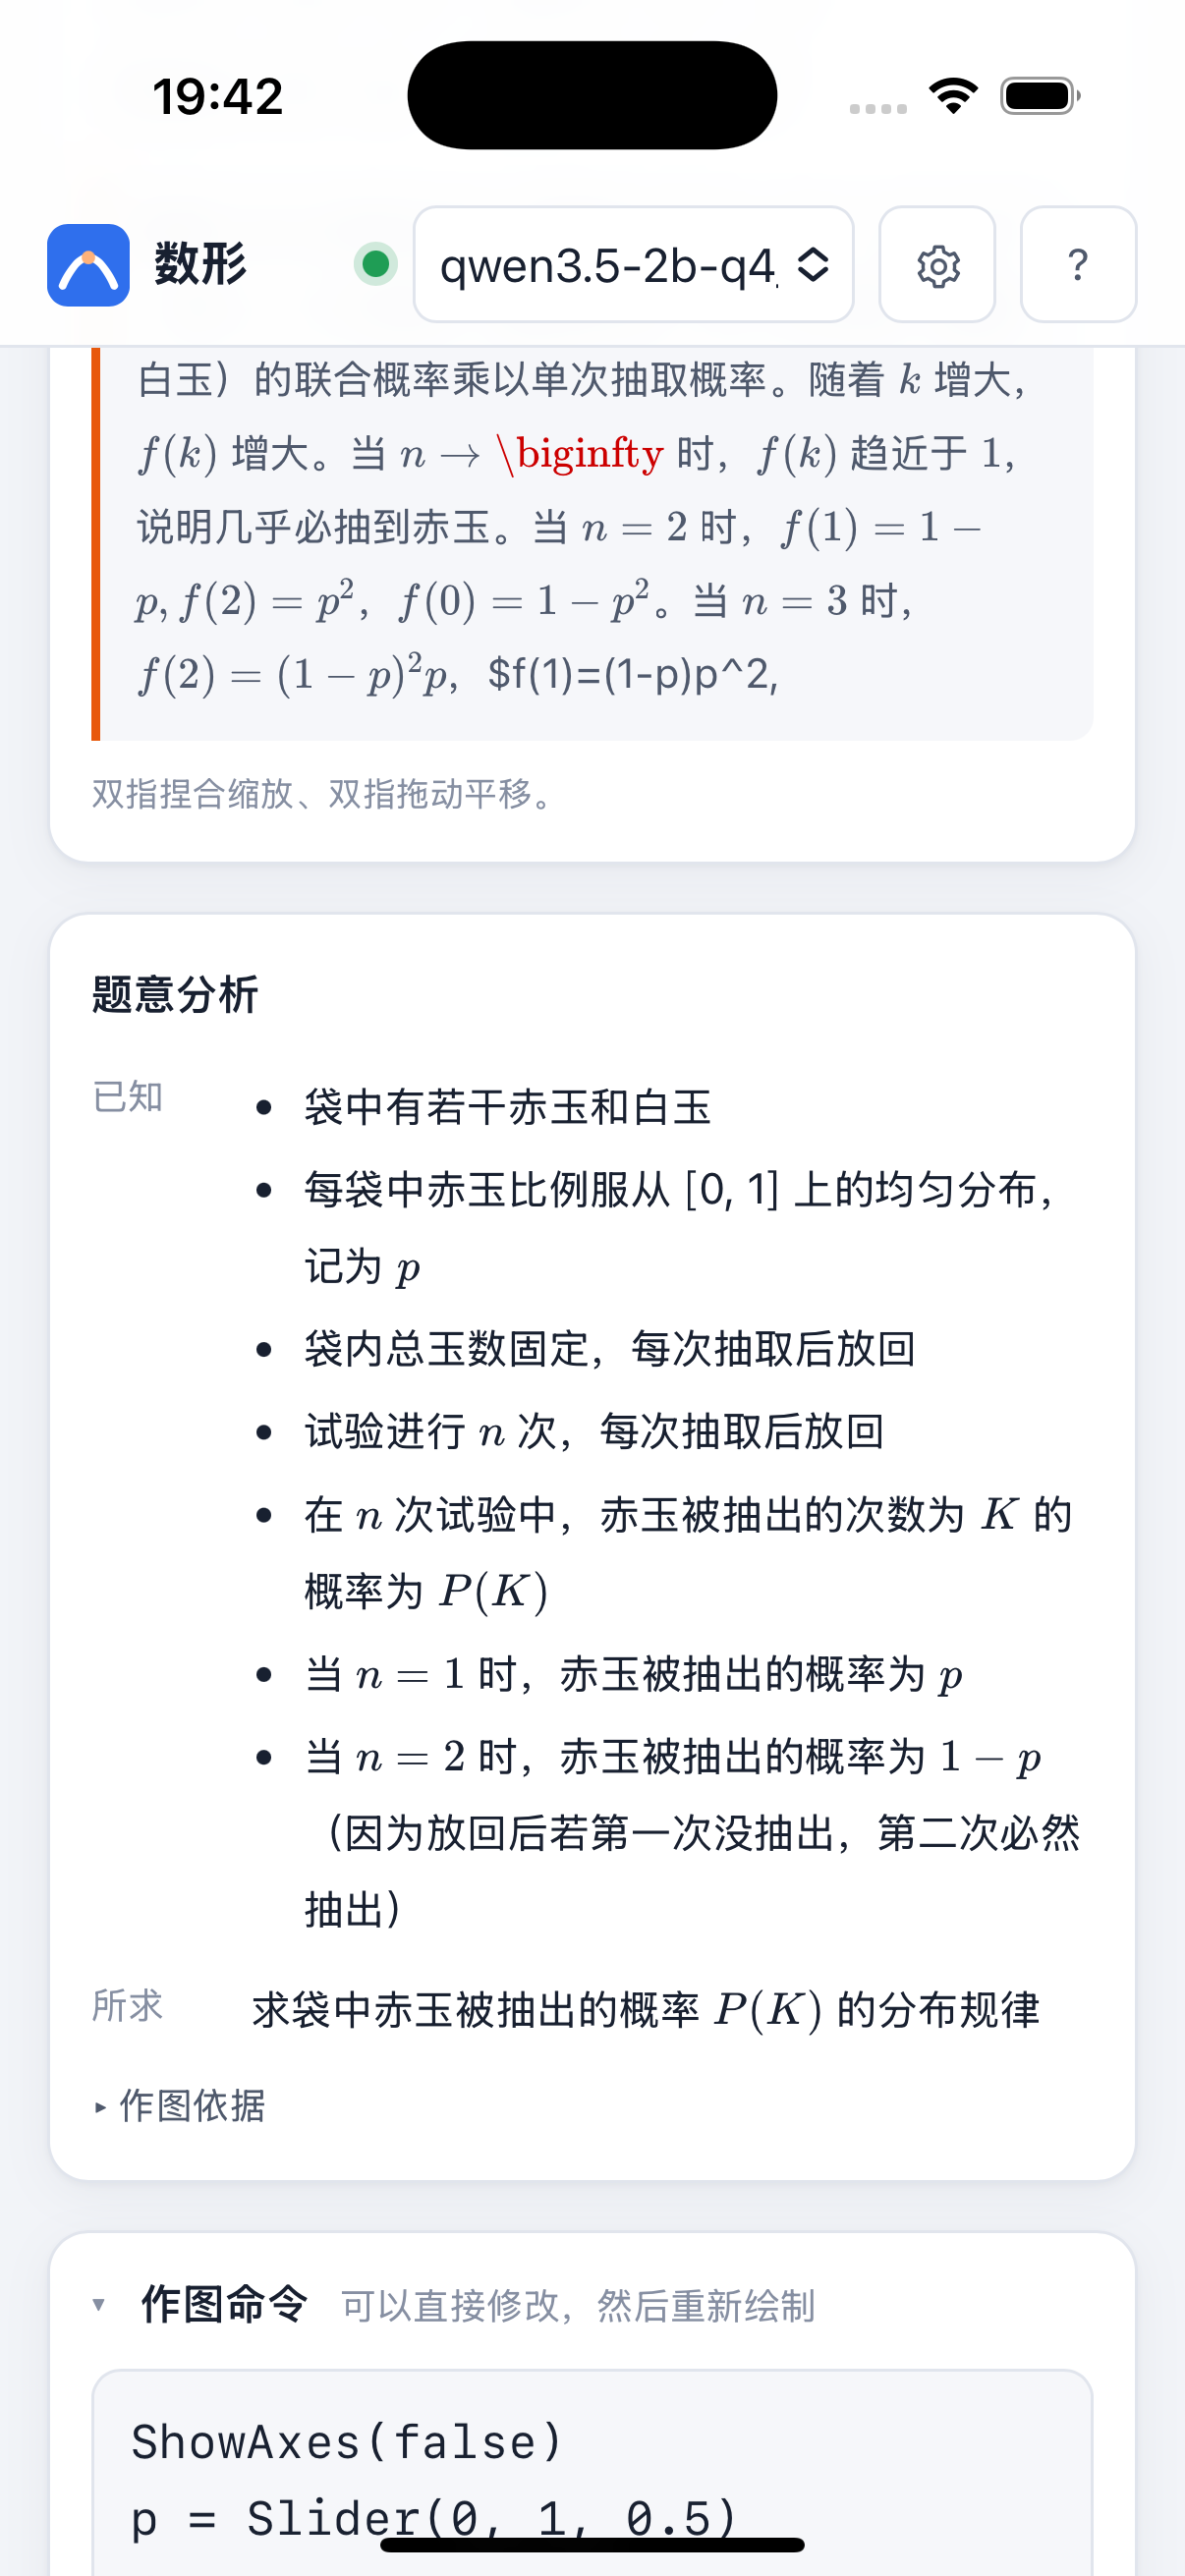 19:42
数形
qwen3.5-2b-q4_
?
白玉）的联合概率乘以单次抽取概率。随着 k 增大，
f(k) 增大。当 n → \biginfty 时，f(k) 趋近于 1，
说明几乎必抽到赤玉。当 n = 2 时，f(1) = 1 −
p, f(2) = p²，f(0) = 1 − p²。当 n = 3 时，
f(2) = (1 − p)²p，$f(1)=(1-p)p^2,
双指捏合缩放、双指拖动平移。
题意分析
已知
• 袋中有若干赤玉和白玉
• 每袋中赤玉比例服从 [0, 1] 上的均匀分布，
记为 p
• 袋内总玉数固定，每次抽取后放回
• 试验进行 n 次，每次抽取后放回
• 在 n 次试验中，赤玉被抽出的次数为 K 的
概率为 P(K)
• 当 n = 1 时，赤玉被抽出的概率为 p
• 当 n = 2 时，赤玉被抽出的概率为 1 − p
（因为放回后若第一次没抽出，第二次必然
抽出）
所求 求袋中赤玉被抽出的概率 P(K) 的分布规律
▸ 作图依据
▾ 作图命令 可以直接修改，然后重新绘制
ShowAxes(false)
p = Slider(0, 1, 0.5)